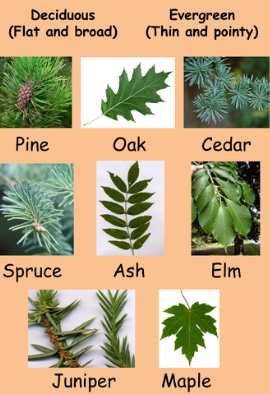 Deciduous Evergreen
(Flat and broad) (Thin and pointy)
Pine Oak Cedar
Spruce Ash Elm
Juniper Maple